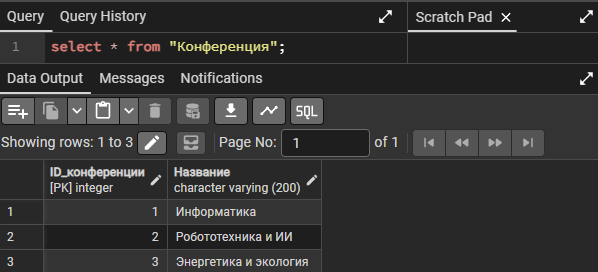 Query Query History Scratch Pad
1 select * from "Конференция";
Data Output Messages Notifications
SQL
Showing rows: 1 to 3 Page No: 1 of 1
ID_конференции Название
[PK] integer character varying (200)
1 1 Информатика
2 2 Робототехника и ИИ
3 3 Энергетика и экология